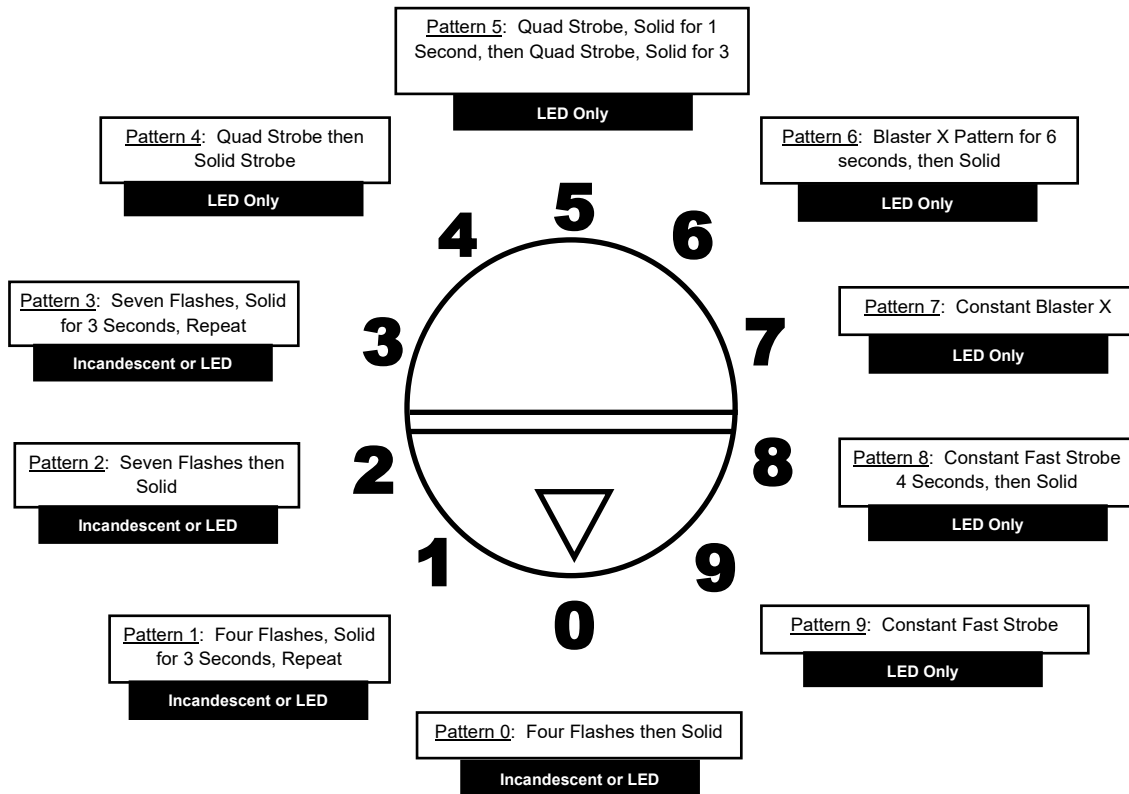 Pattern 5: Quad Strobe, Solid for 1
Second, then Quad Strobe, Solid for 3
LED Only
Pattern 4: Quad Strobe then
Solid Strobe
LED Only
Pattern 6: Blaster X Pattern for 6
seconds, then Solid
LED Only
5
4
6
Pattern 3: Seven Flashes, Solid
for 3 Seconds, Repeat
Incandescent or LED
3
7
Pattern 7: Constant Blaster X
LED Only
Pattern 2: Seven Flashes then
Solid
Incandescent or LED
2
8
Pattern 8: Constant Fast Strobe
4 Seconds, then Solid
LED Only
1
9
0
Pattern 1: Four Flashes, Solid
for 3 Seconds, Repeat
Incandescent or LED
Pattern 9: Constant Fast Strobe
LED Only
Pattern 0: Four Flashes then Solid
Incandescent or LED